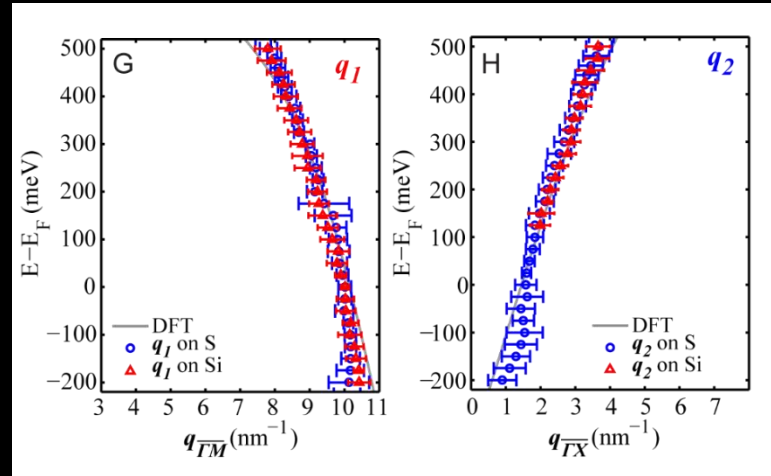 G
q1
E−EF (meV)
500
400
300
200
100
0
−100
−200
DFT
q1 on S
q1 on Si
3 4 5 6 7 8 9 10 11
qΓM (nm−1)
H
q2
E−EF (meV)
500
400
300
200
100
0
−100
−200
DFT
q2 on S
q2 on Si
0 1 2 3 4 5 6 7
qΓX (nm−1)